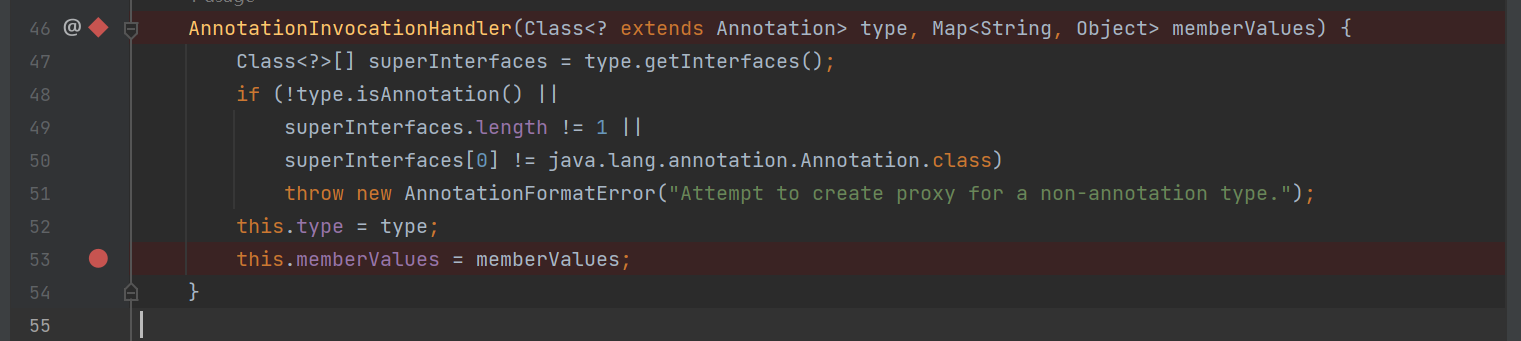 46 @ AnnotationInvocationHandler(Class<? extends Annotation> type, Map<String, Object> memberValues) {
47 Class<?>[] superInterfaces = type.getInterfaces();
48 if (!type.isAnnotation() ||
49 superInterfaces.length != 1 ||
50 superInterfaces[0] != java.lang.annotation.Annotation.class)
51 throw new AnnotationFormatError("Attempt to create proxy for a non-annotation type.");
52 this.type = type;
53 this.memberValues = memberValues;
54 }
55